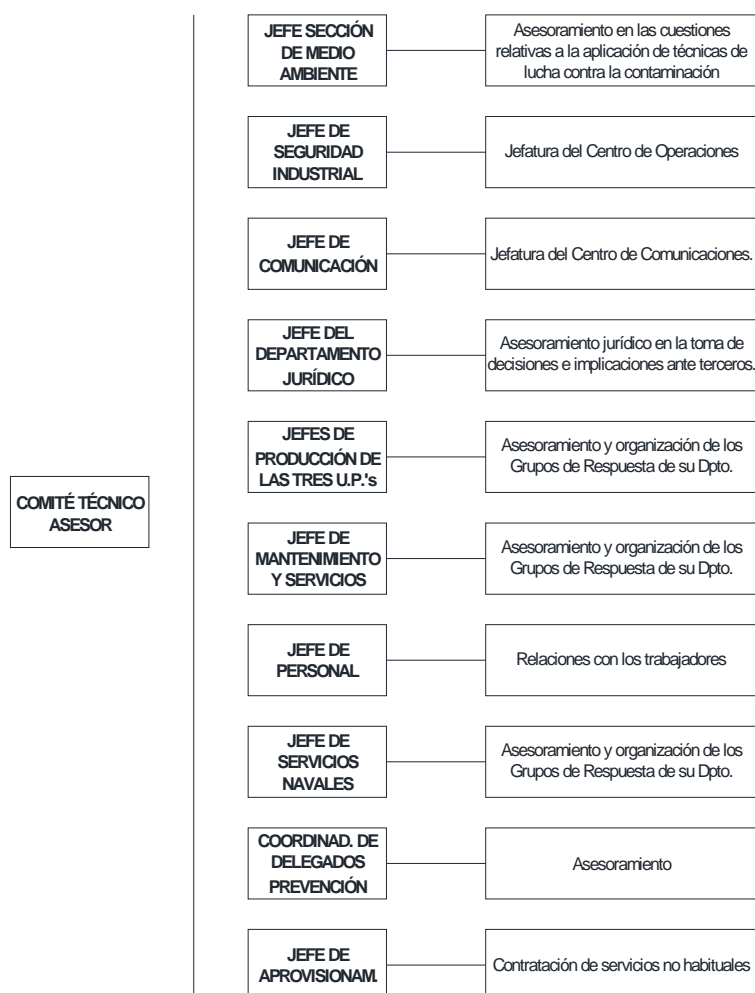 JEFE SECCIÓN
DE MEDIO
AMBIENTE
Asesoramiento en las cuestiones
relativas a la aplicación de técnicas de
lucha contra la contaminación
JEFE DE
SEGURIDAD
INDUSTRIAL
Jefatura del Centro de Operaciones
JEFE DE
COMUNICACIÓN
Jefatura del Centro de Comunicaciones.
JEFE DEL
DEPARTAMENTO
JURÍDICO
Asesoramiento jurídico en la toma de
decisiones e implicaciones ante terceros.
JEFES DE
PRODUCCIÓN DE
LAS TRES U.P.'s
Asesoramiento y organización de los
Grupos de Respuesta de su Dpto.
COMITÉ TÉCNICO
ASESOR
JEFE DE
MANTENIMIENTO
Y SERVICIOS
Asesoramiento y organización de los
Grupos de Respuesta de su Dpto.
JEFE DE
PERSONAL
Relaciones con los trabajadores
JEFE DE
SERVICIOS
NAVALES
Asesoramiento y organización de los
Grupos de Respuesta de su Dpto.
COORDINAD. DE
DELEGADOS
PREVENCIÓN
Asesoramiento
JEFE DE
APROVISIONAM.
Contratación de servicios no habituales